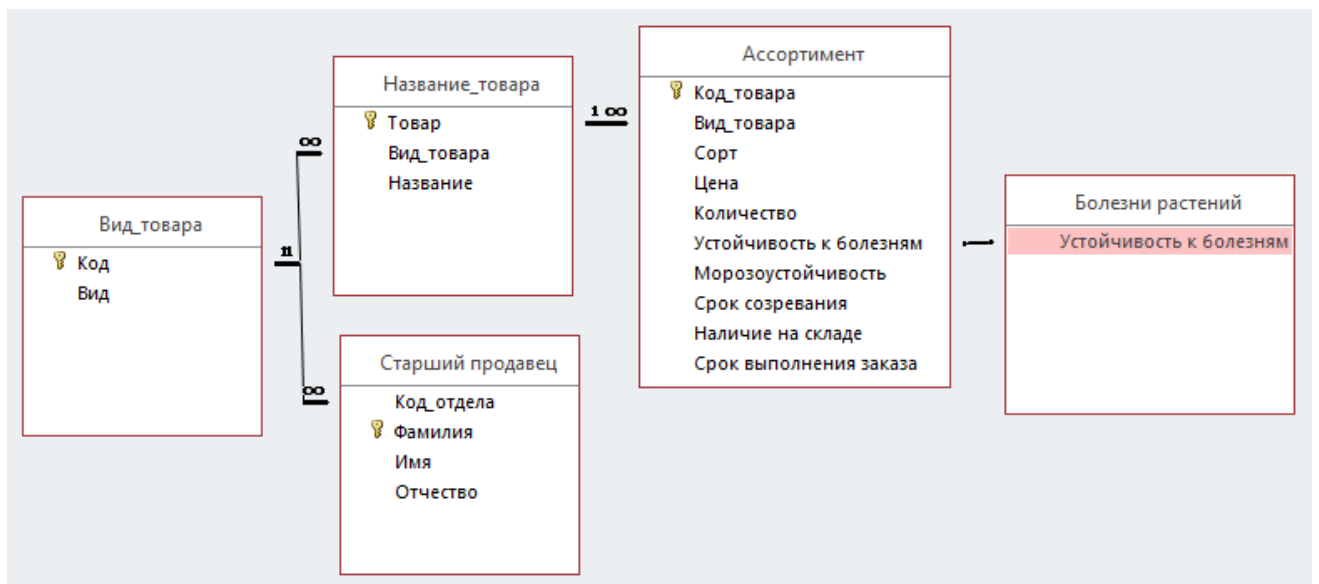 Вид_товара
Код
Вид
1 1
∞
∞
Название_товара
Товар
Вид_товара
Название
Старший продавец
Код_отдела
Фамилия
Имя
Отчество
1 ∞
Ассортимент
Код_товара
Вид_товара
Сорт
Цена
Количество
Устойчивость к болезням
Морозоустойчивость
Срок созревания
Наличие на складе
Срок выполнения заказа
Болезни растений
Устойчивость к болезням